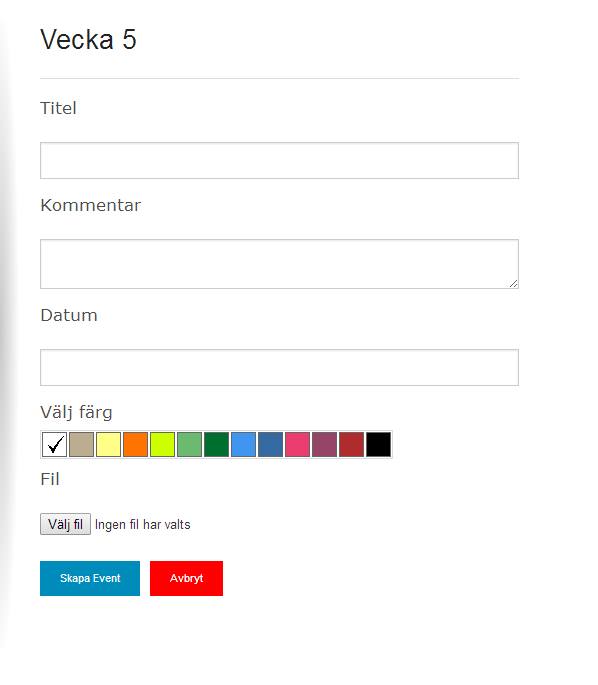 Vecka 5
Titel
Kommentar
Datum
Välj färg
Fil
Välj fil Ingen fil har valts
Skapa Event Avbryt